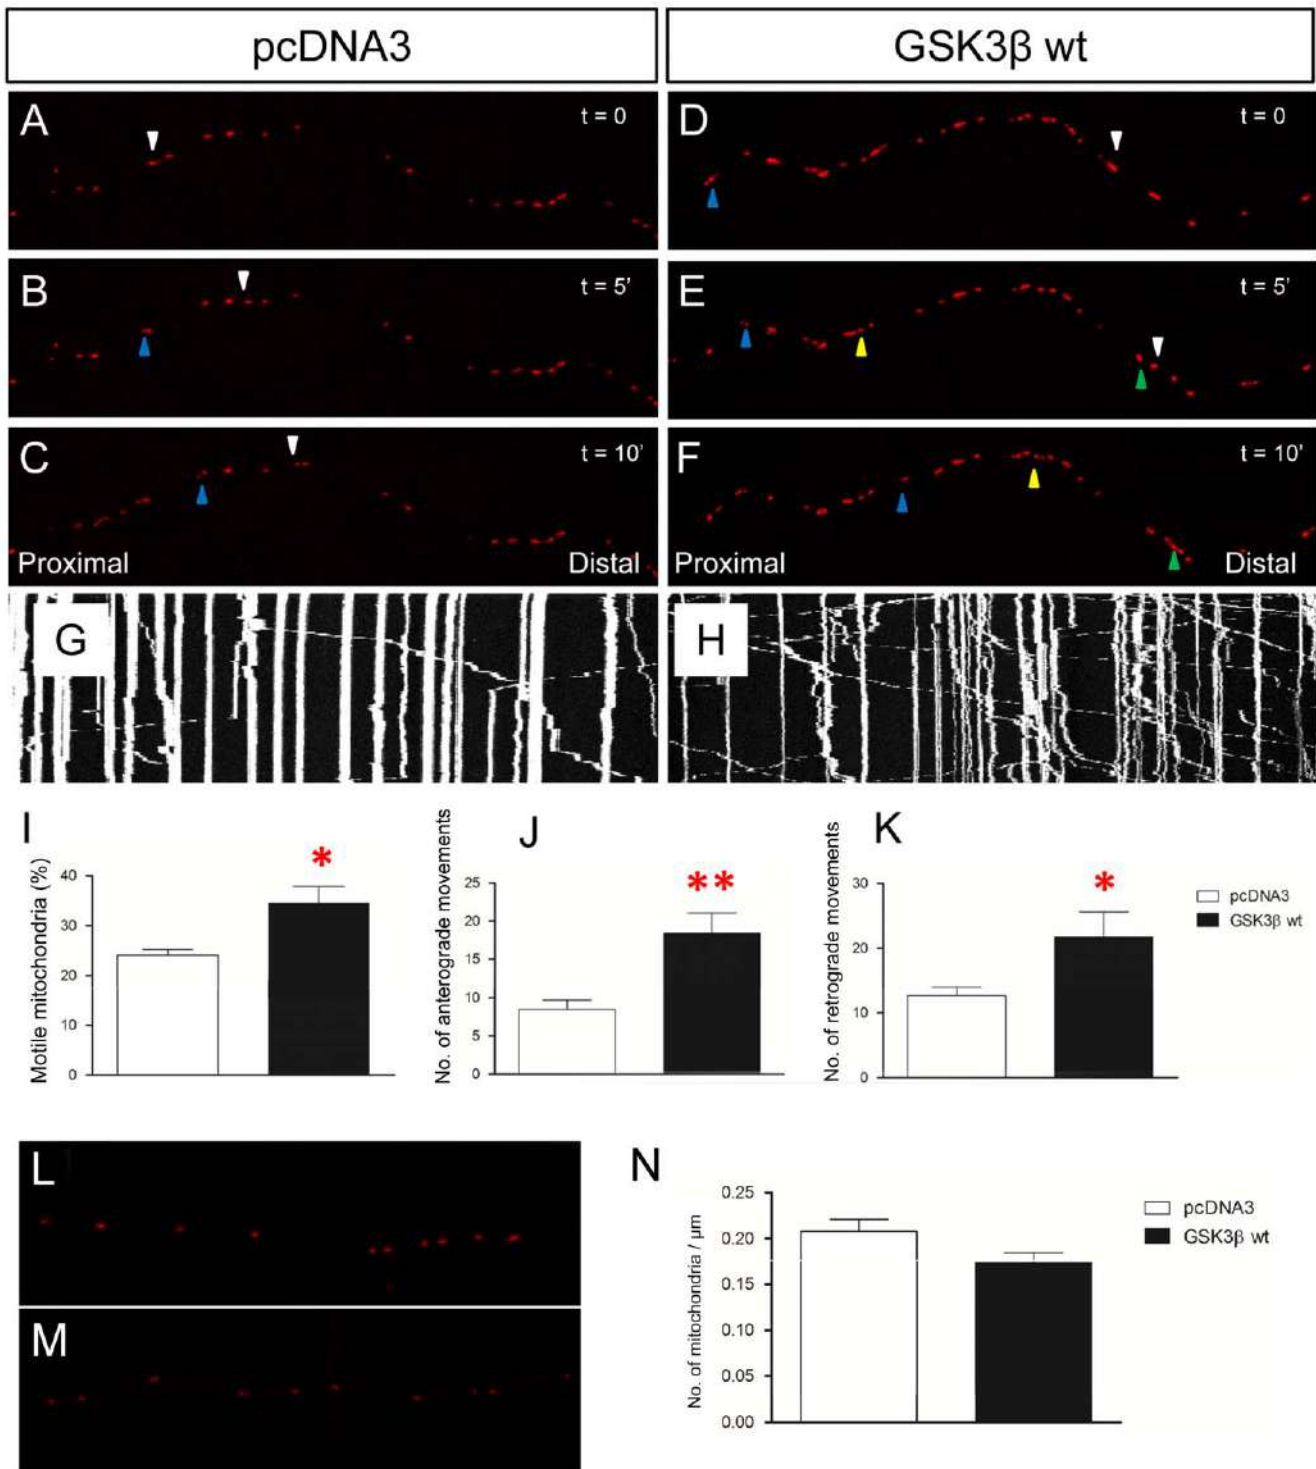 pcDNA3
GSK3β wt
A
t = 0
D
t = 0
B
t = 5'
E
t = 5'
C
t = 10'
Proximal
Distal
F
t = 10'
Proximal
Distal
G
H
I
Motile mitochondria (%)
40
30
20
10
0
*
J
No. of anterograde movements
25
20
15
10
5
0
**
K
No. of retrograde movements
30
20
10
0
*
pcDNA3
GSK3β wt
L
M
N
No. of mitochondria / µm
0.25
0.20
0.15
0.10
0.05
0.00
pcDNA3
GSK3β wt